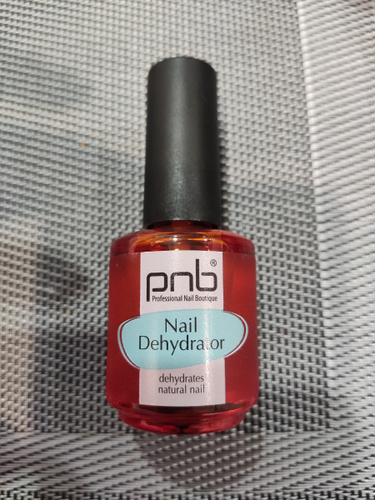 pnb®
Professional Nail Boutique
Nail
Dehydrator
dehydrates
natural nail